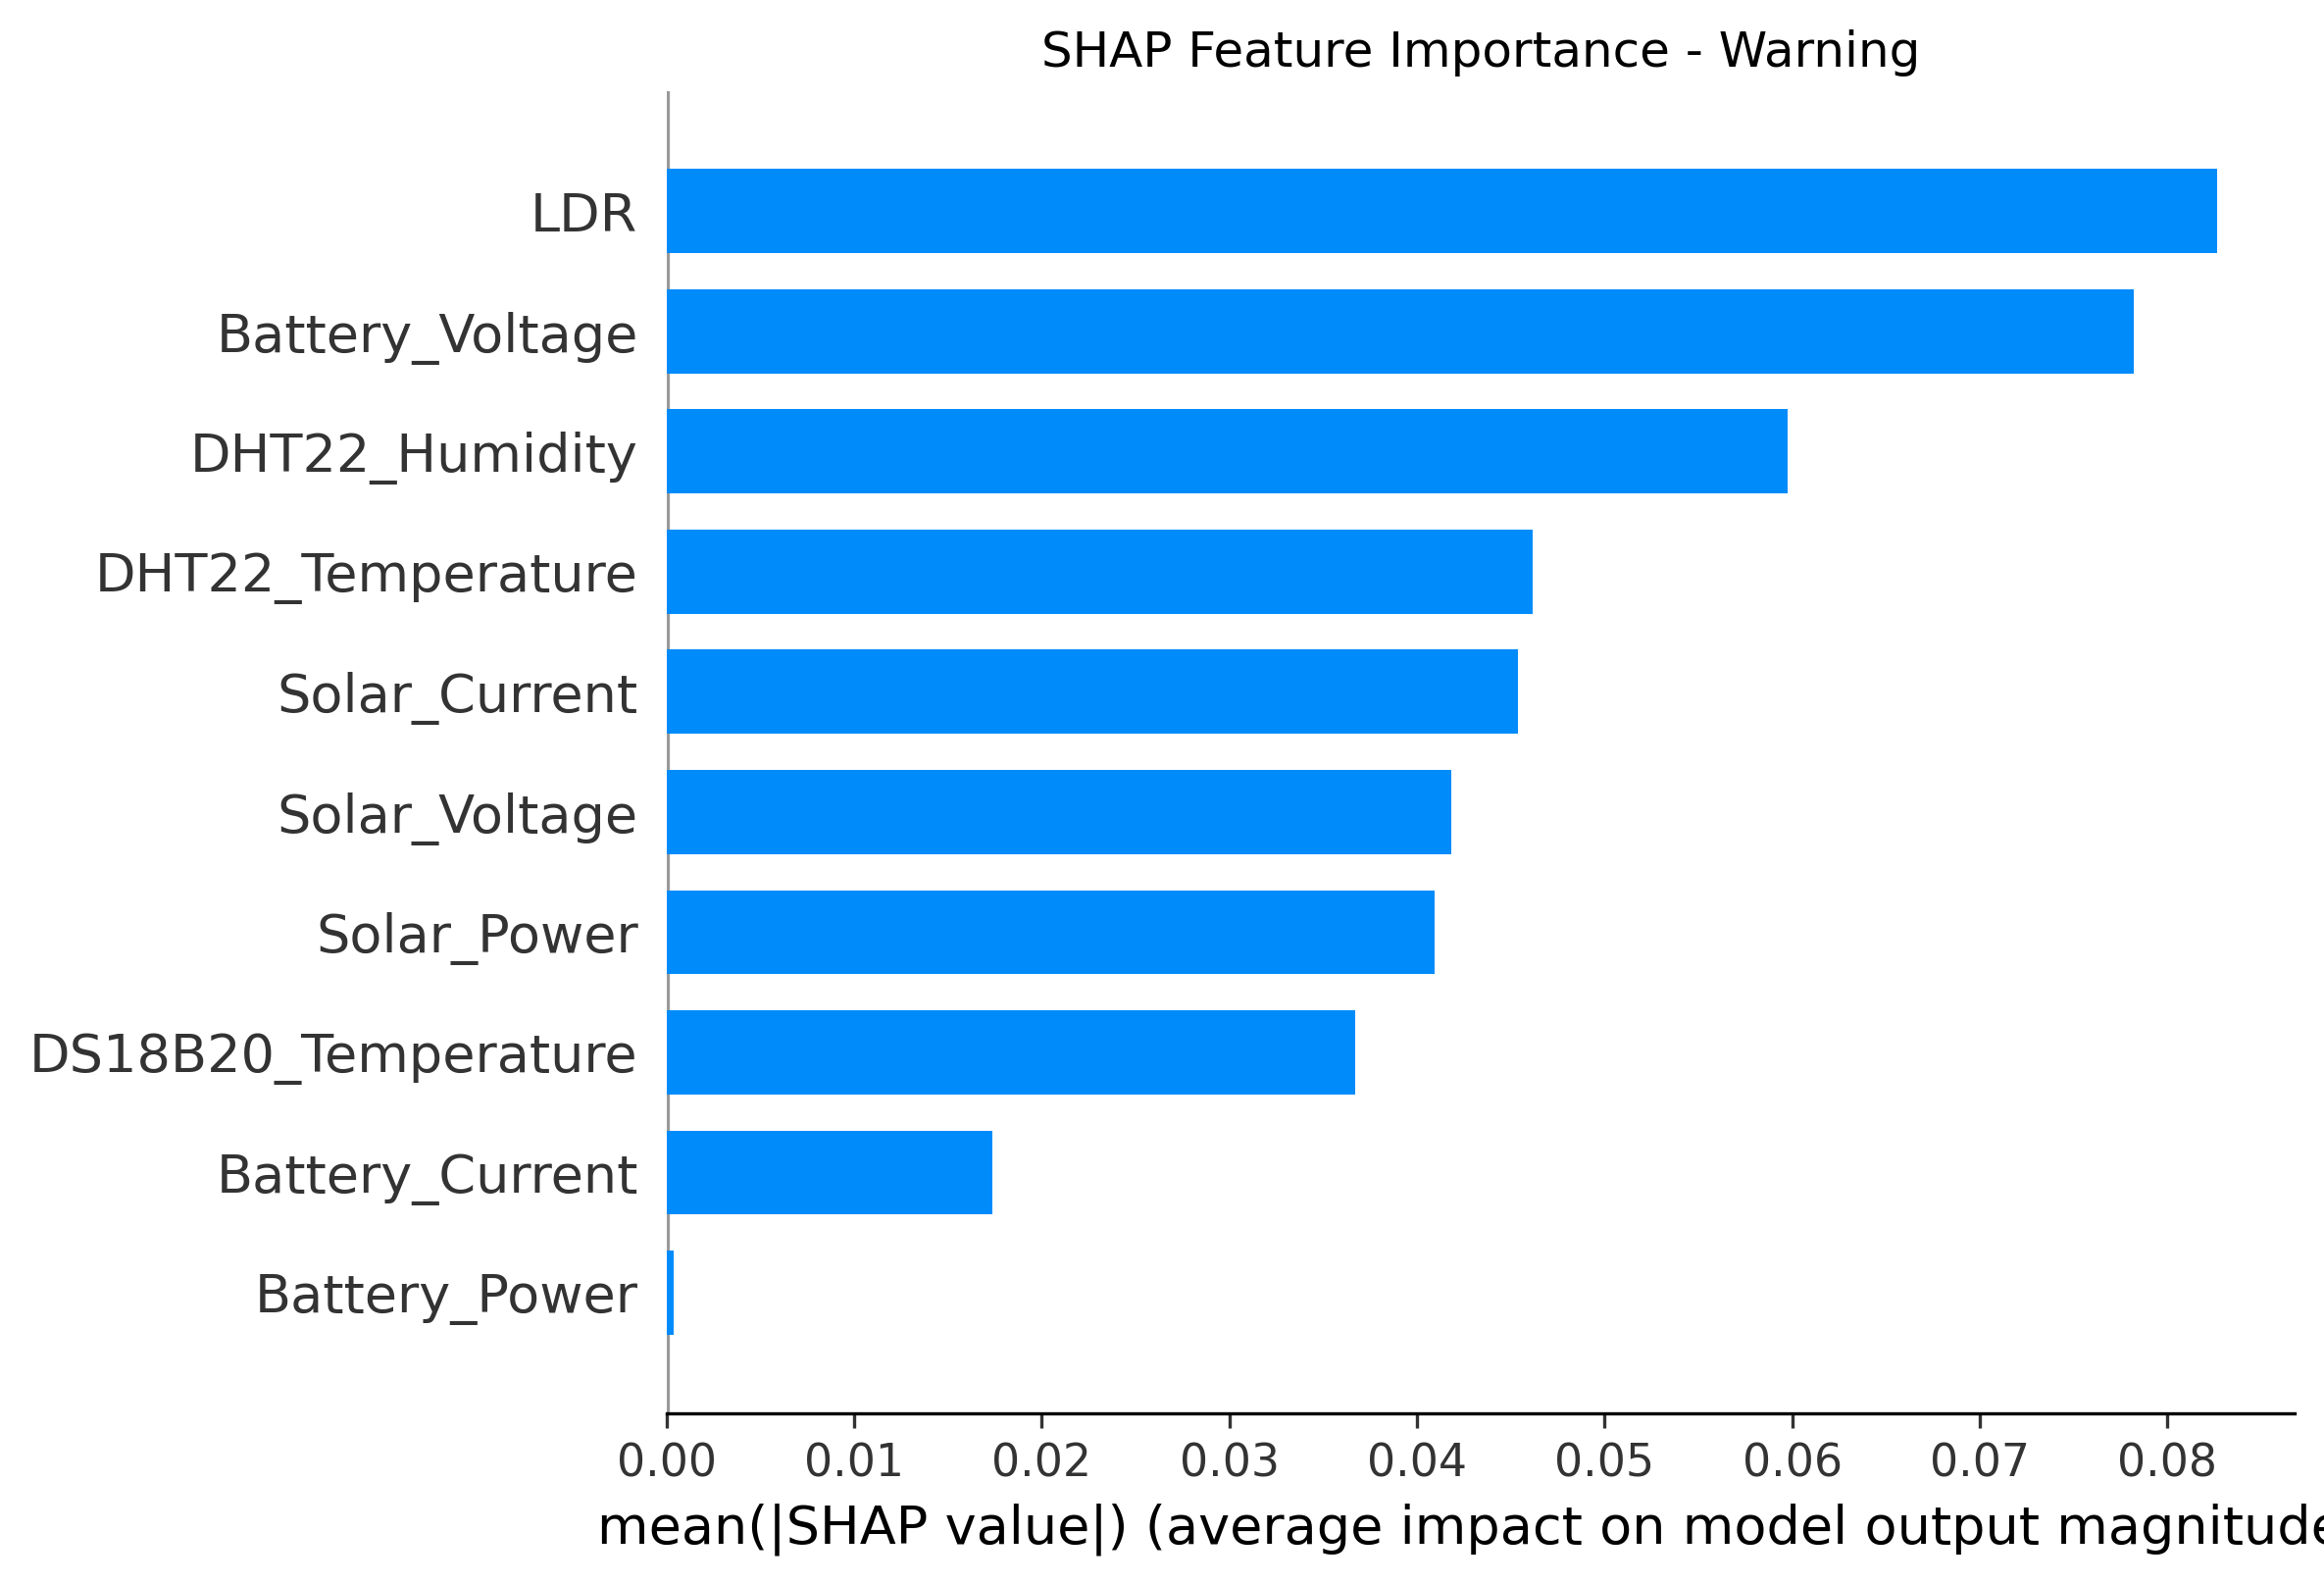 SHAP Feature Importance - Warning
LDR
Battery_Voltage
DHT22_Humidity
DHT22_Temperature
Solar_Current
Solar_Voltage
Solar_Power
DS18B20_Temperature
Battery_Current
Battery_Power
0.00 0.01 0.02 0.03 0.04 0.05 0.06 0.07 0.08
mean(|SHAP value|) (average impact on model output magnitude